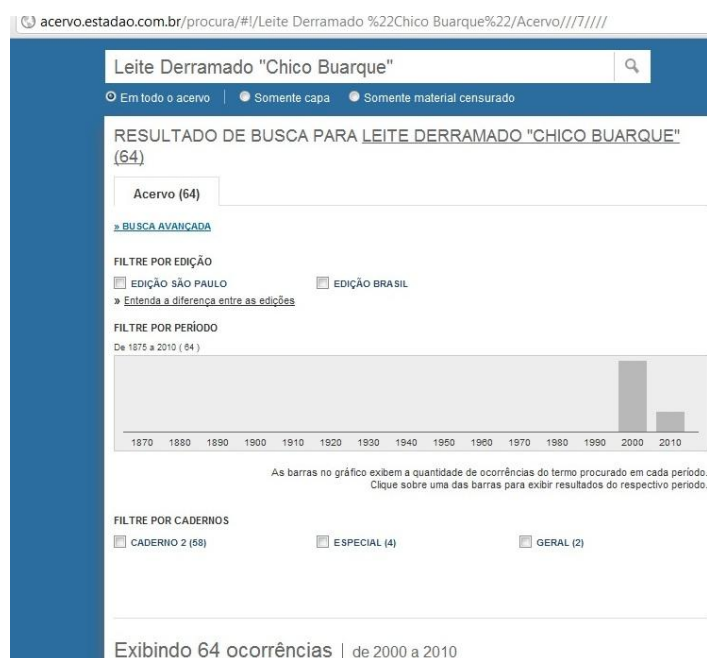 acervo.estadao.com.br/procura/#!/Leite Derramado %22Chico Buarque%22/Acervo///7////
Leite Derramado "Chico Buarque"
Em todo o acervo | Somente capa Somente material censurado
RESULTADO DE BUSCA PARA LEITE DERRAMADO "CHICO BUARQUE"
(64)
Acervo (64)
» BUSCA AVANÇADA
FILTRE POR EDIÇÃO
EDIÇÃO SÃO PAULO EDIÇÃO BRASIL
» Entenda a diferença entre as edições
FILTRE POR PERÍODO
De 1875 a 2010 ( 64 )
1870 1880 1890 1900 1910 1920 1930 1940 1950 1960 1970 1980 1990 2000 2010
As barras no gráfico exibem a quantidade de ocorrências do termo procurado em cada período.
Clique sobre uma das barras para exibir resultados do respectivo período.
FILTRE POR CADERNOS
CADERNO 2 (58) ESPECIAL (4) GERAL (2)
Exibindo 64 ocorrências | de 2000 a 2010